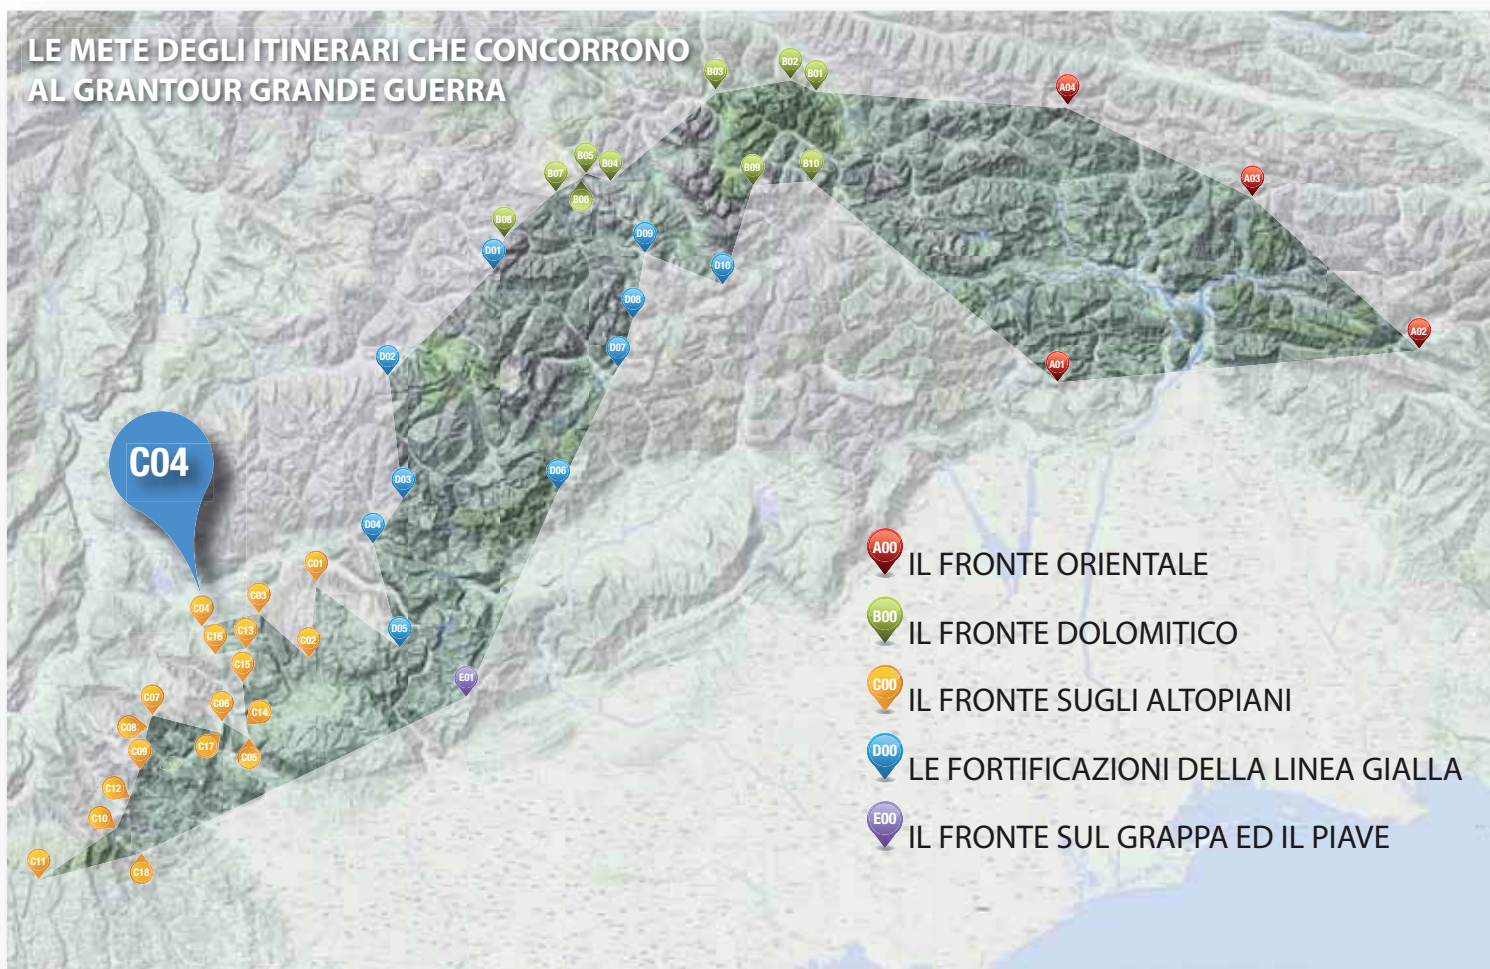 LE METE DEGLI ITINERARI CHE CONCORRONO
AL GRANTOUR GRANDE GUERRA
B03
B02
B01
A04
B05
B04
B07
B06
B09
B10
A03
B08
D01
D09
D10
D08
D07
D02
A02
A01
C04
D03
D06
D04
C01
C03
C04
C16
C13
C02
D05
C15
E01
C07
C06
C14
C08
C17
C09
C05
C12
C10
C11
C18
A00 IL FRONTE ORIENTALE
B00 IL FRONTE DOLOMITICO
C00 IL FRONTE SUGLI ALTOPIANI
D00 LE FORTIFICAZIONI DELLA LINEA GIALLA
E00 IL FRONTE SUL GRAPPA ED IL PIAVE